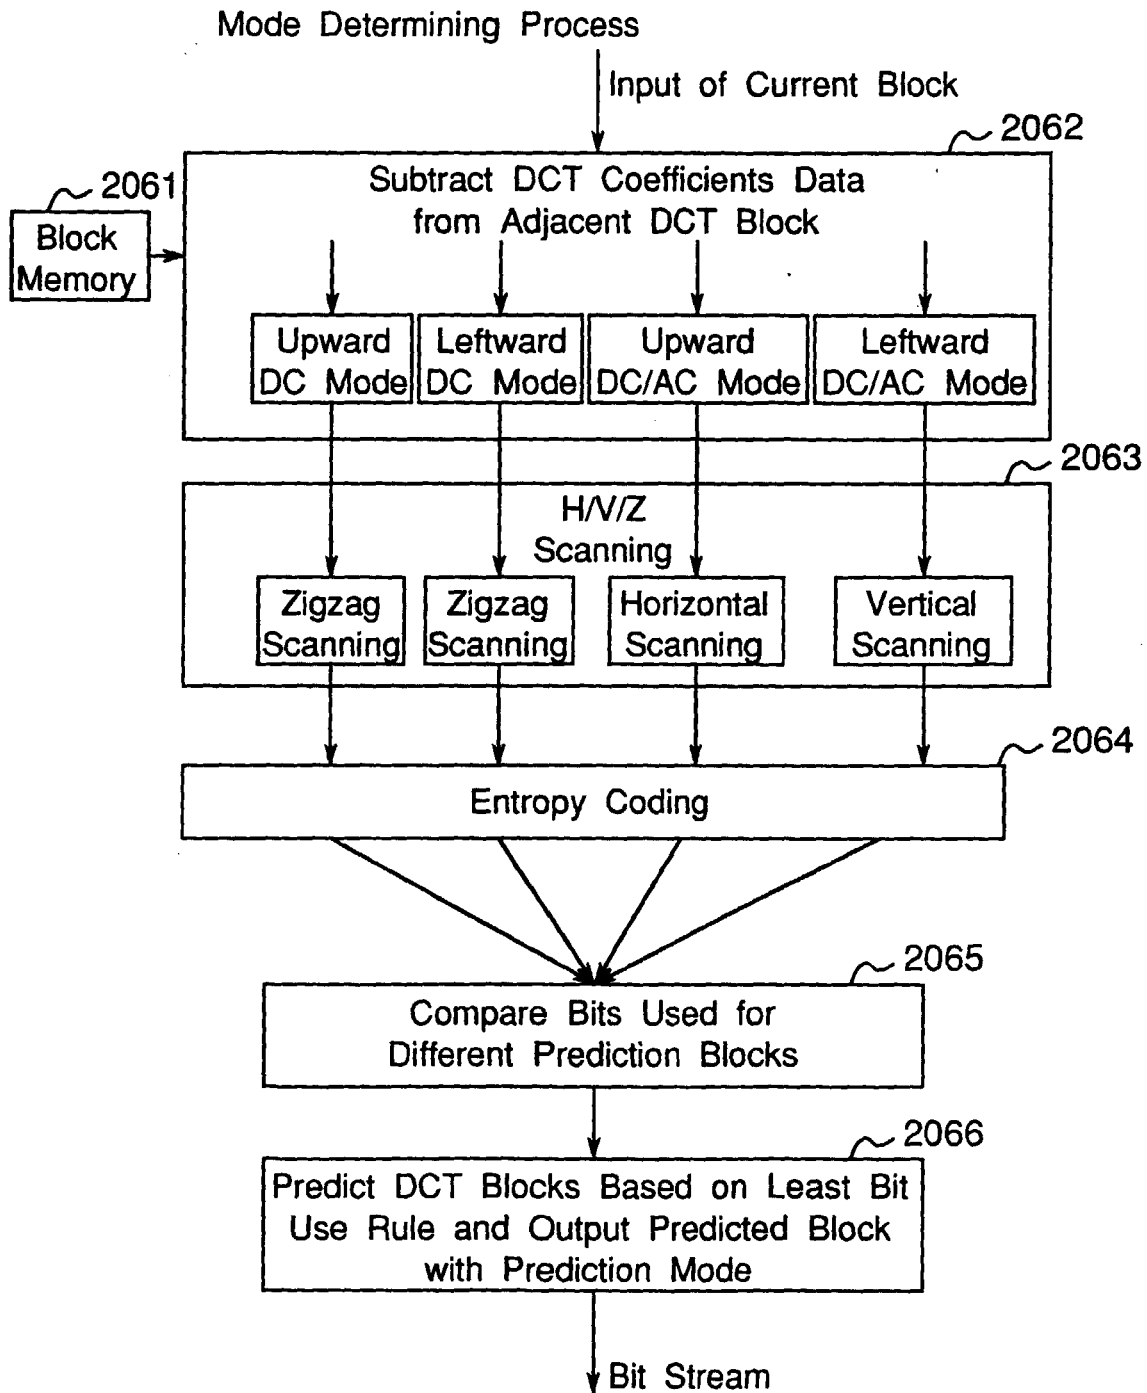 Mode Determining Process
Input of Current Block
2062
2061
Subtract DCT Coefficients Data
from Adjacent DCT Block
Block
Memory
Upward
DC Mode
Leftward
DC Mode
Upward
DC/AC Mode
Leftward
DC/AC Mode
2063
H/V/Z
Scanning
Zigzag
Scanning
Zigzag
Scanning
Horizontal
Scanning
Vertical
Scanning
2064
Entropy Coding
2065
Compare Bits Used for
Different Prediction Blocks
2066
Predict DCT Blocks Based on Least Bit
Use Rule and Output Predicted Block
with Prediction Mode
Bit Stream